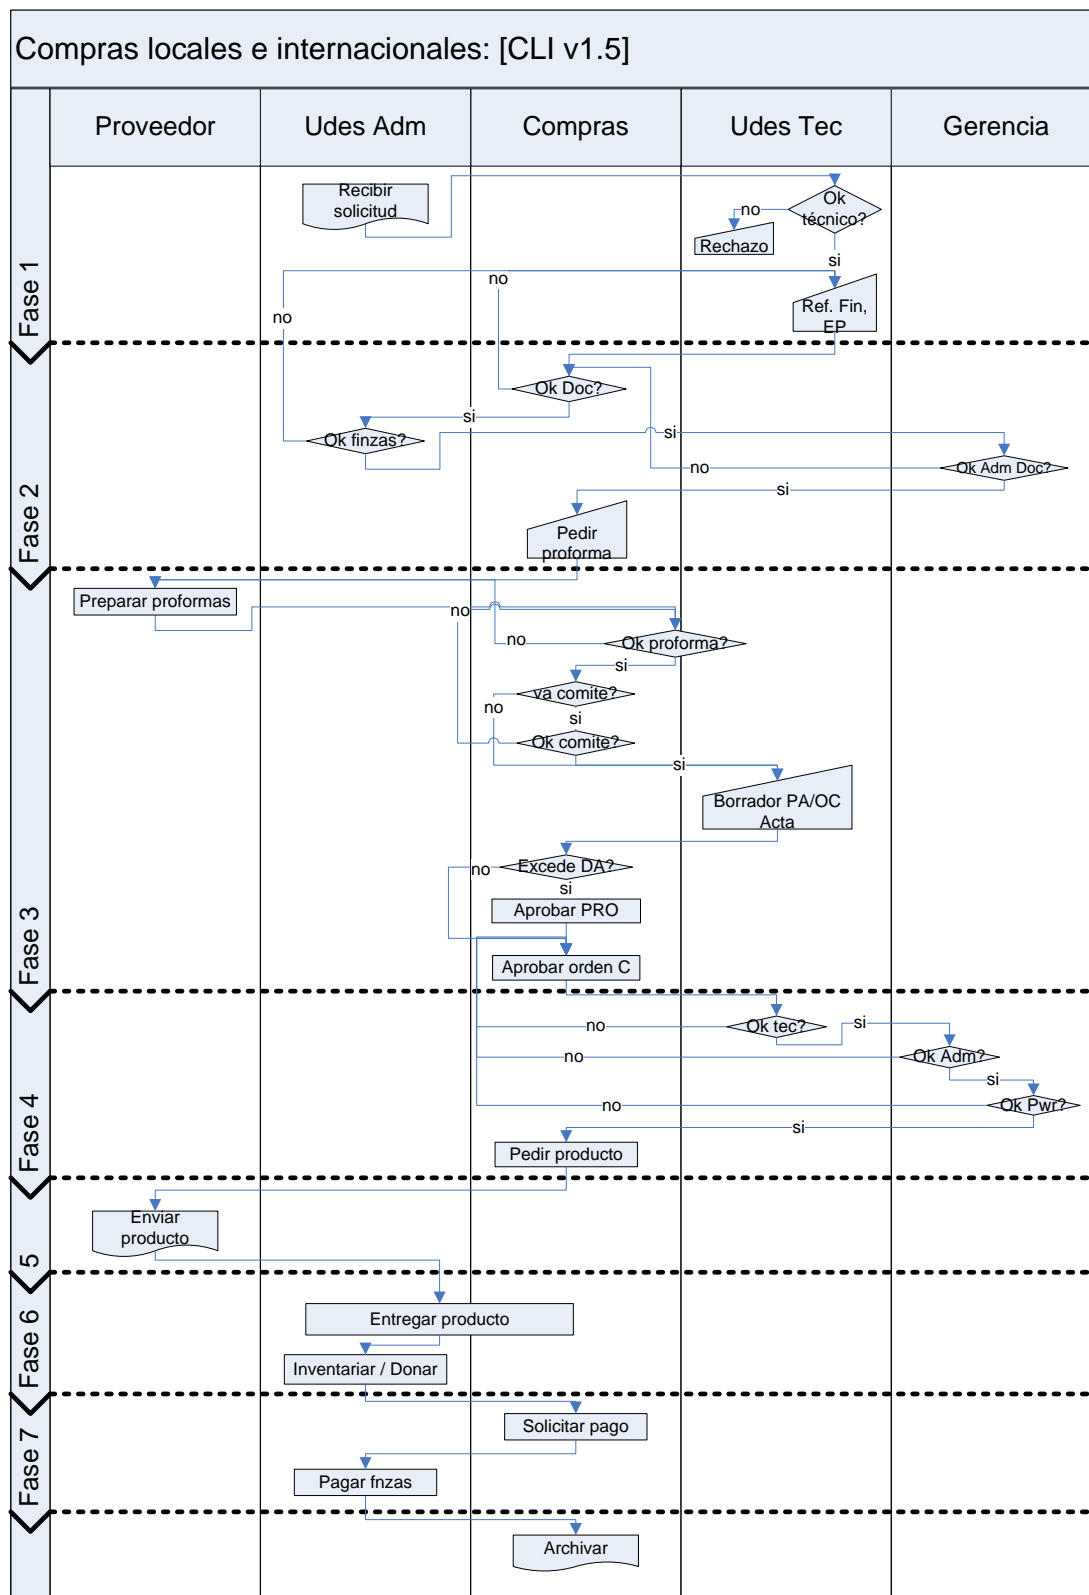 Compras locales e internacionales: [CLI v1.5]
Proveedor
Udes Adm
Compras
Udes Tec
Gerencia
Fase 1
Recibir
solicitud
Ok
técnico?
no
Rechazo
si
no
no
Ref. Fin,
EP
Fase 2
Ok Doc?
si
Ok finzas?
si
no
Ok Adm Doc?
si
Pedir
proforma
Fase 3
Preparar proformas
no
no
Ok proforma?
si
va comite?
no
si
Ok comite?
si
Borrador PA/OC
Acta
no
Excede DA?
si
Aprobar PRO
Aprobar orden C
Fase 4
no
Ok tec?
si
no
Ok Adm?
si
no
Ok Pwr?
si
Pedir producto
5
Enviar
producto
Fase 6
Entregar producto
Inventariar / Donar
Fase 7
Solicitar pago
Pagar fnzas
Archivar